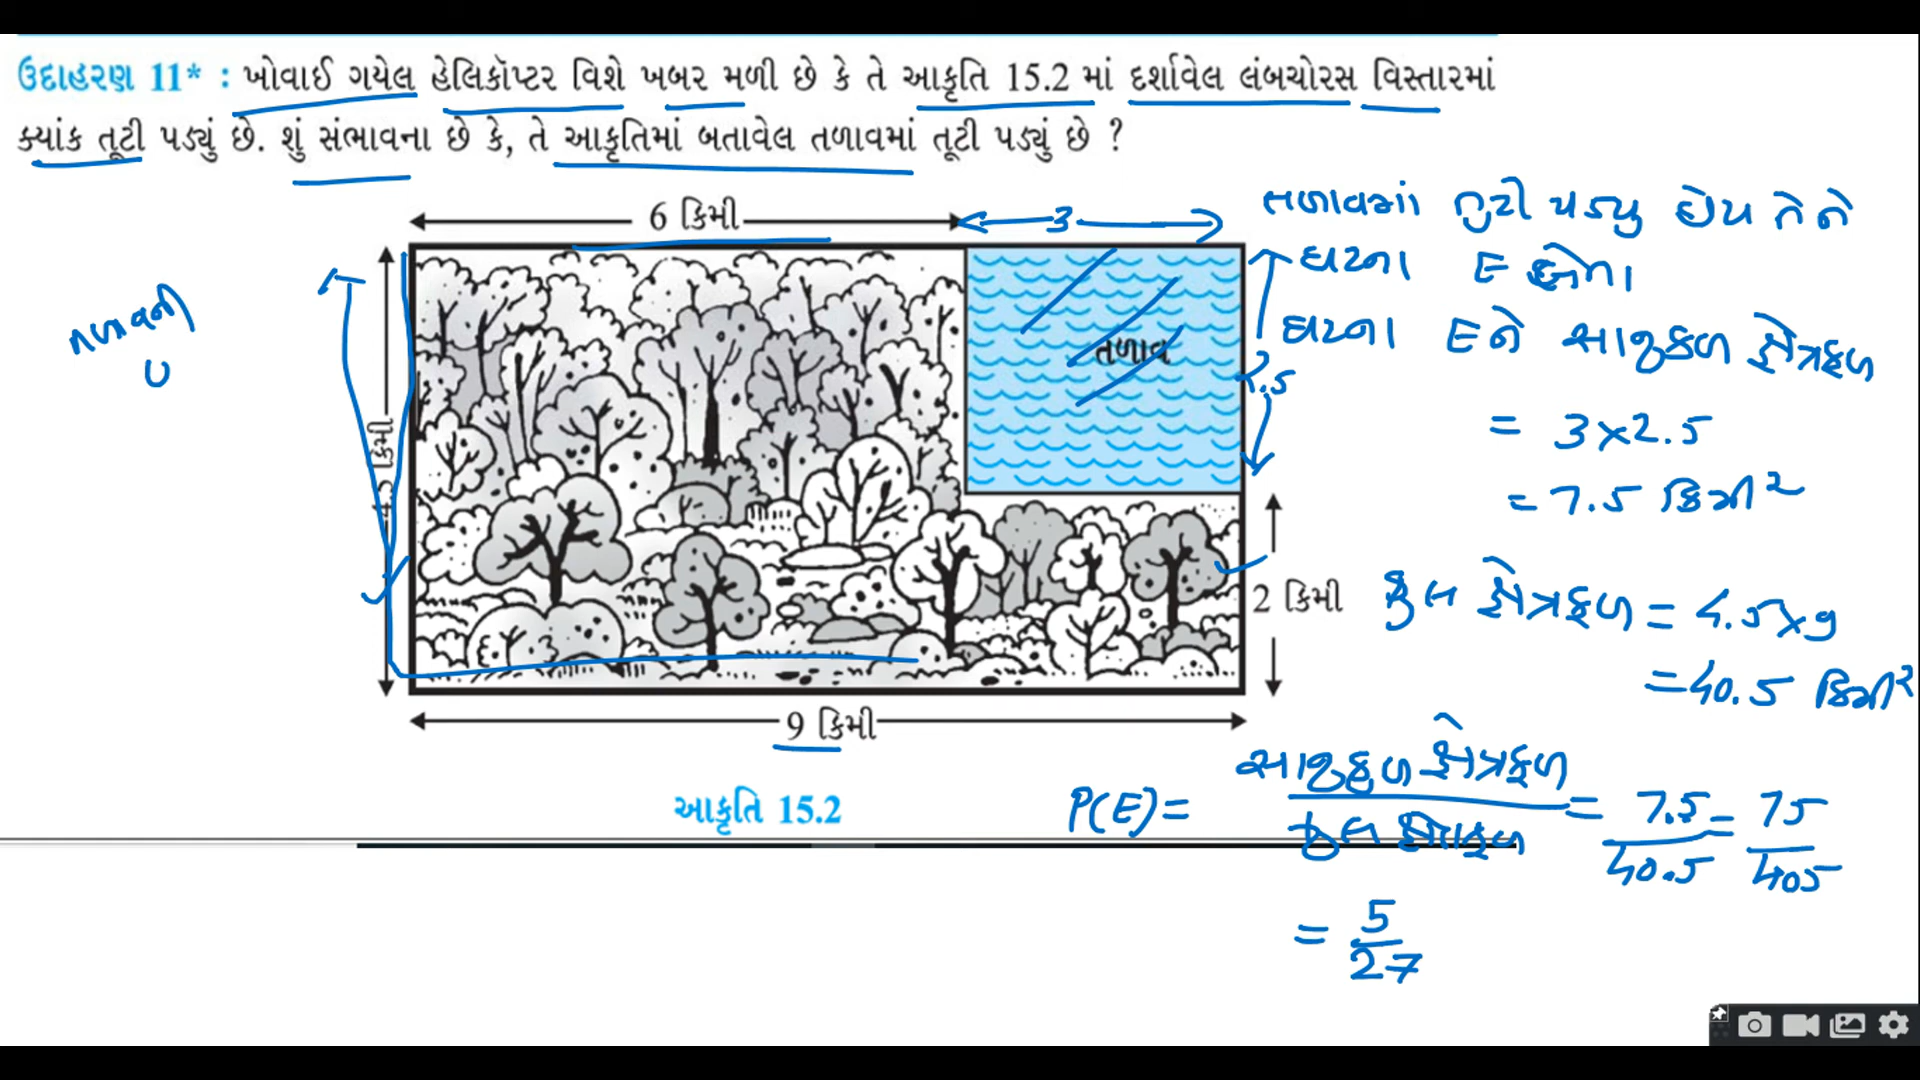 ઉદાહરણ 11* : ખોવાઈ ગયેલ હેલિકૉપ્ટર વિશે ખબર મળી છે કે તે આકૃતિ 15.2 માં દર્શાવેલ લંબચોરસ વિસ્તારમાં
ક્યાંક તૂટી પડ્યું છે. શું સંભાવના છે કે, તે આકૃતિમાં બતાવેલ તળાવમાં તૂટી પડ્યું છે ?
6 કિમી
3
તળાવમાં તુટી પડ્યુ હોય તેને
ઘટના E
ઘટના E ને સાનુકુળ ક્ષેત્રફળ
તળાવ
2.5
= 3×2.5
= 7.5 કિમી²
4.5 કિમી
2 કિમી
કુલ ક્ષેત્રફળ = 4.5×9
= 40.5 કિમી²
9 કિમી
આકૃતિ 15.2
P(E) = સાનુકુળ ક્ષેત્રફળ / કુલ ક્ષેત્રફળ = 7.5/40.5 = 75/405
= 5/27